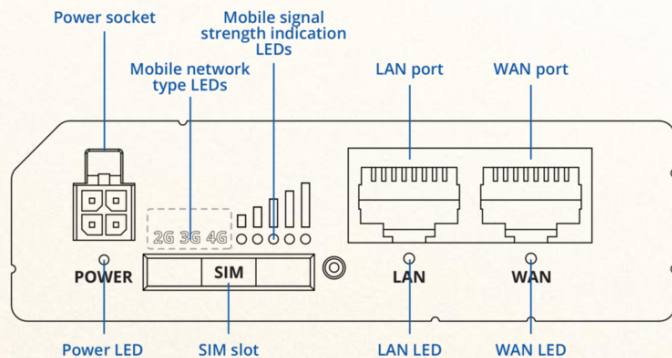 Power socket
Mobile signal
strength indication
LEDs
Mobile network
type LEDs
LAN port
WAN port
2G 3G 4G
POWER
SIM
LAN
WAN
Power LED
SIM slot
LAN LED
WAN LED